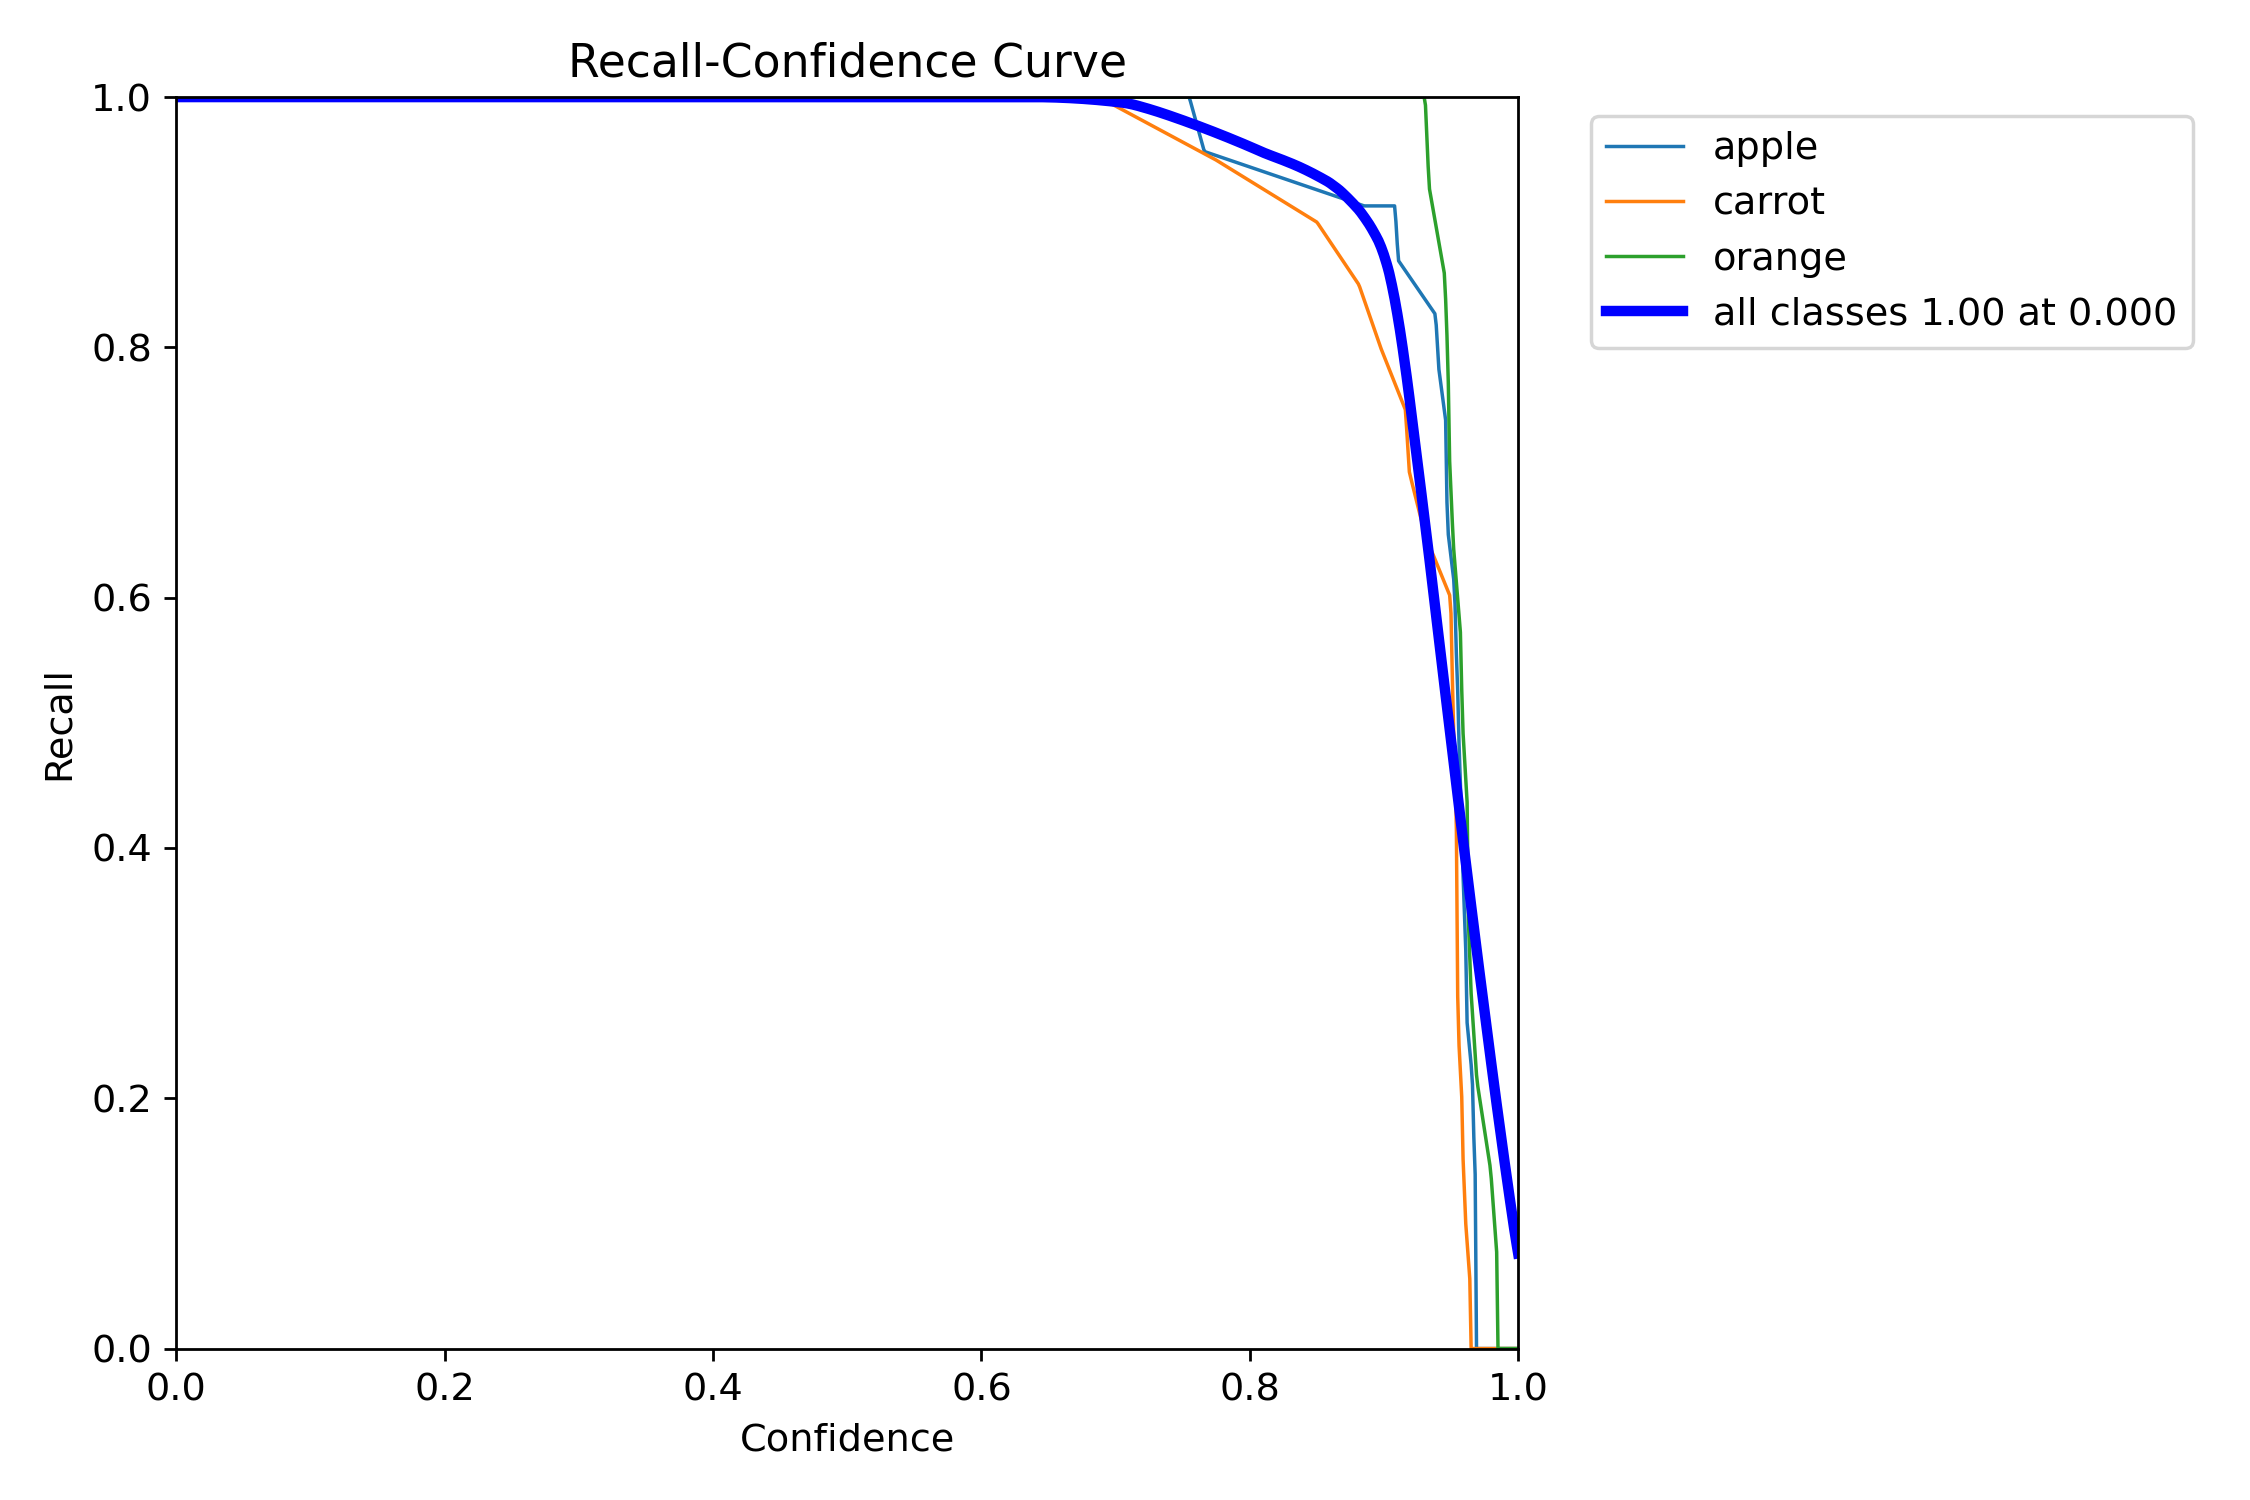 Recall-Confidence Curve
1.0
0.8
0.6
0.4
0.2
0.0
Recall
0.0 0.2 0.4 0.6 0.8 1.0
Confidence
apple
carrot
orange
all classes 1.00 at 0.000